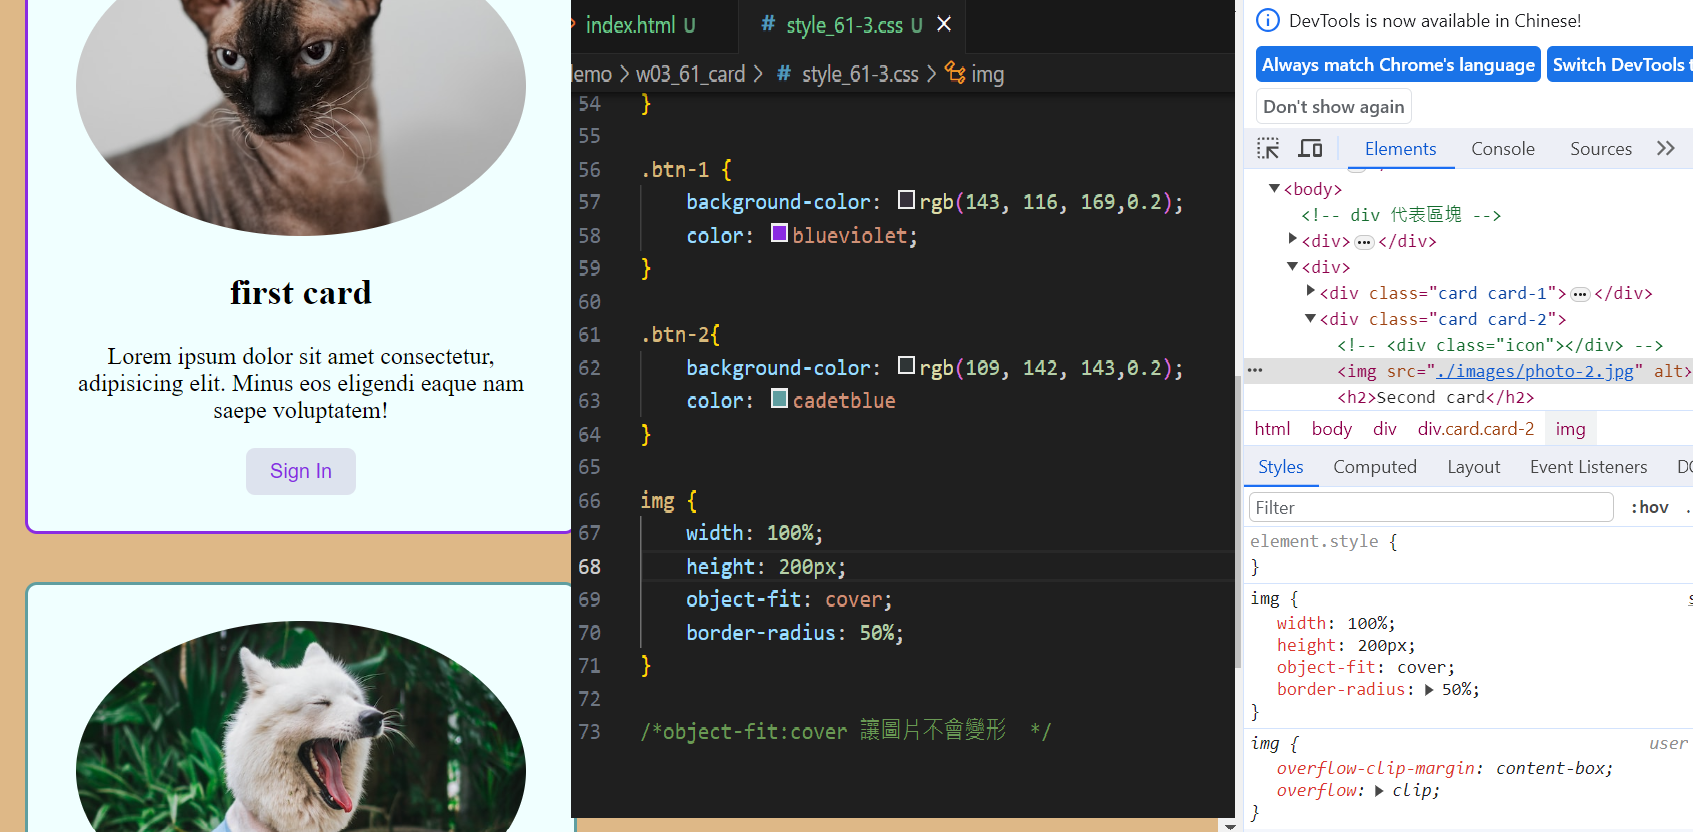 first card
Lorem ipsum dolor sit amet consectetur,
adipisicing elit. Minus eos eligendi eaque nam
saepe voluptatem!
Sign In
index.html U
# style_61-3.css U
lemo > w03_61_card > # style_61-3.css > img
54 }
55
56 .btn-1 {
57 background-color: rgb(143, 116, 169,0.2);
58 color: blueviolet;
59 }
60
61 .btn-2{
62 background-color: rgb(109, 142, 143,0.2);
63 color: cadetblue
64 }
65
66 img {
67 width: 100%;
68 height: 200px;
69 object-fit: cover;
70 border-radius: 50%;
71 }
72
73 /*object-fit:cover 讓圖片不會變形 */
DevTools is now available in Chinese!
Always match Chrome's language
Switch DevTools
Don't show again
Elements Console Sources
<body>
<!-- div 代表區塊 -->
<div>…</div>
<div>
<div class="card card-1">…</div>
<div class="card card-2">
<!-- <div class="icon"></div> -->
<img src="./images/photo-2.jpg" alt>
<h2>Second card</h2>
html body div div.card.card-2 img
Styles Computed Layout Event Listeners
Filter :hov
element.style {
}
img {
width: 100%;
height: 200px;
object-fit: cover;
border-radius: 50%;
}
img { user
overflow-clip-margin: content-box;
overflow: clip;
}